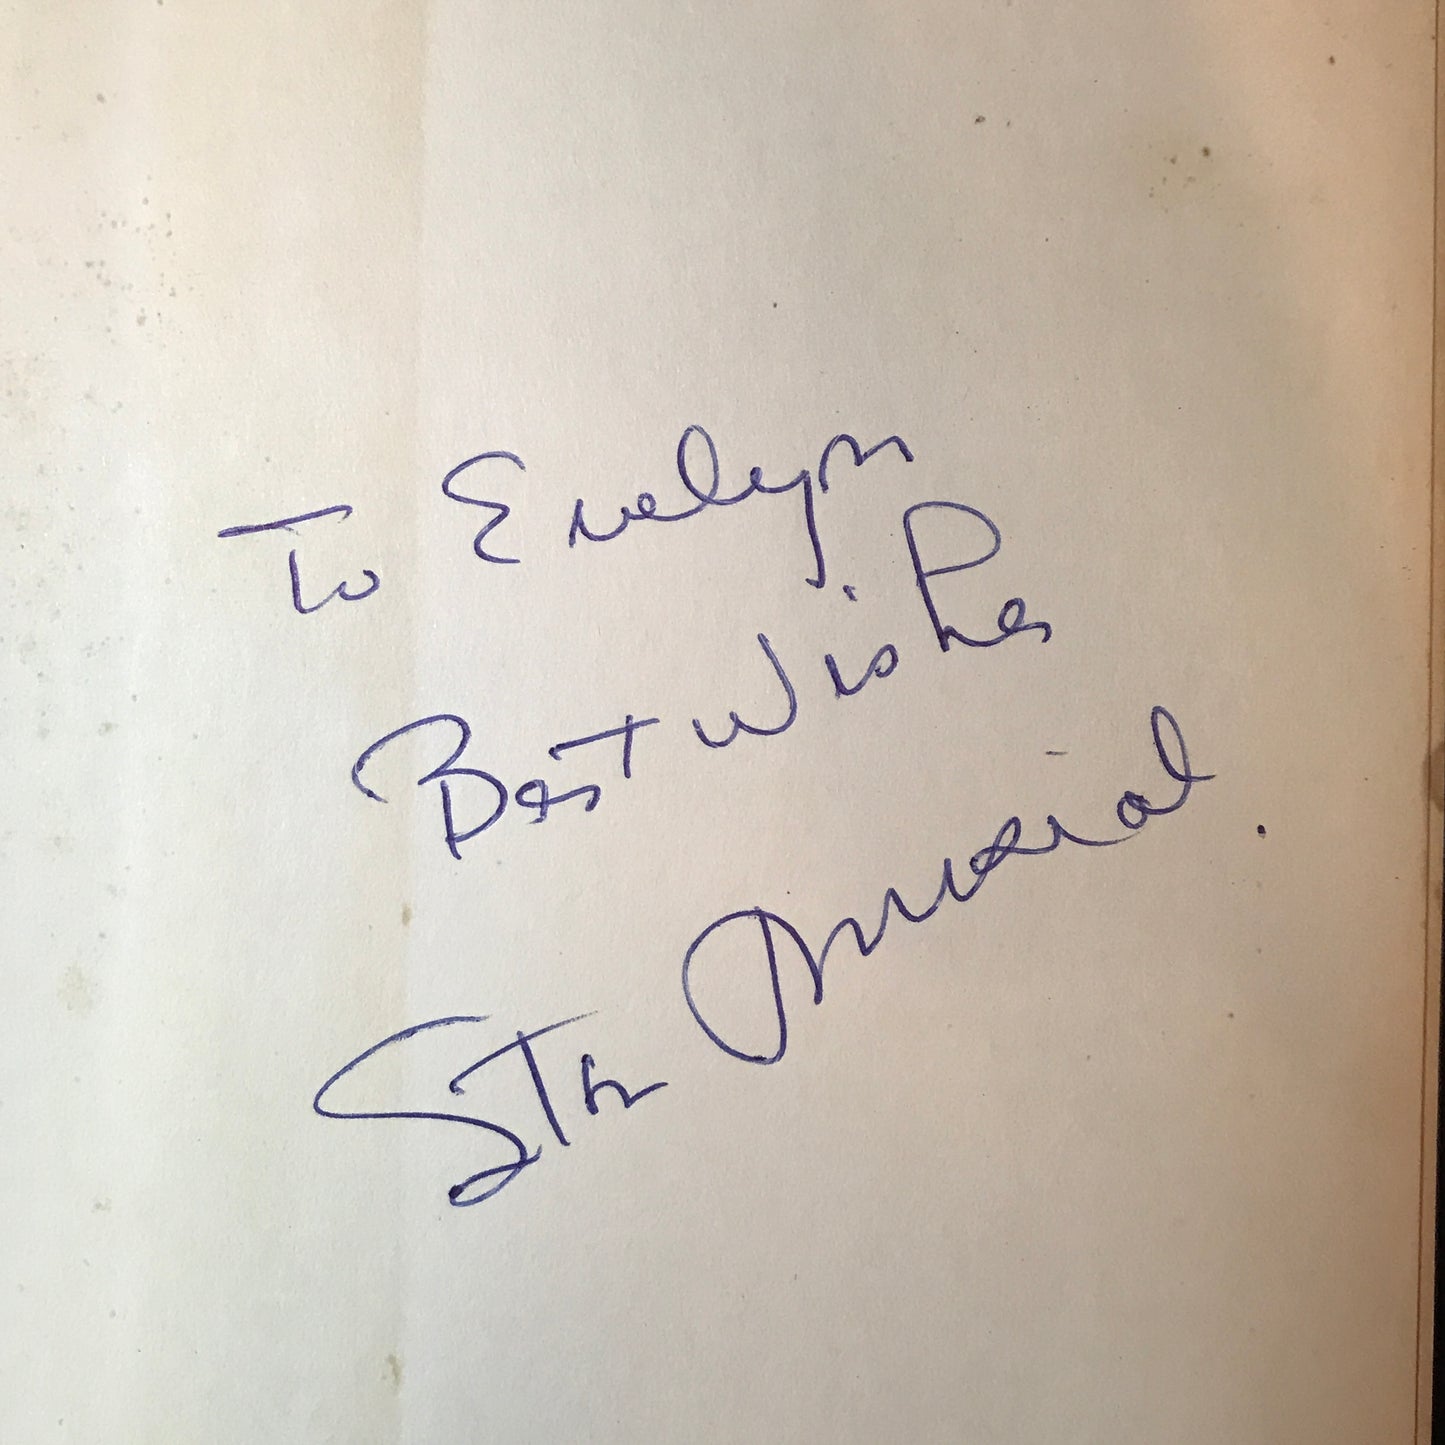 To Evelyn
Best Wishes
Stan Musial